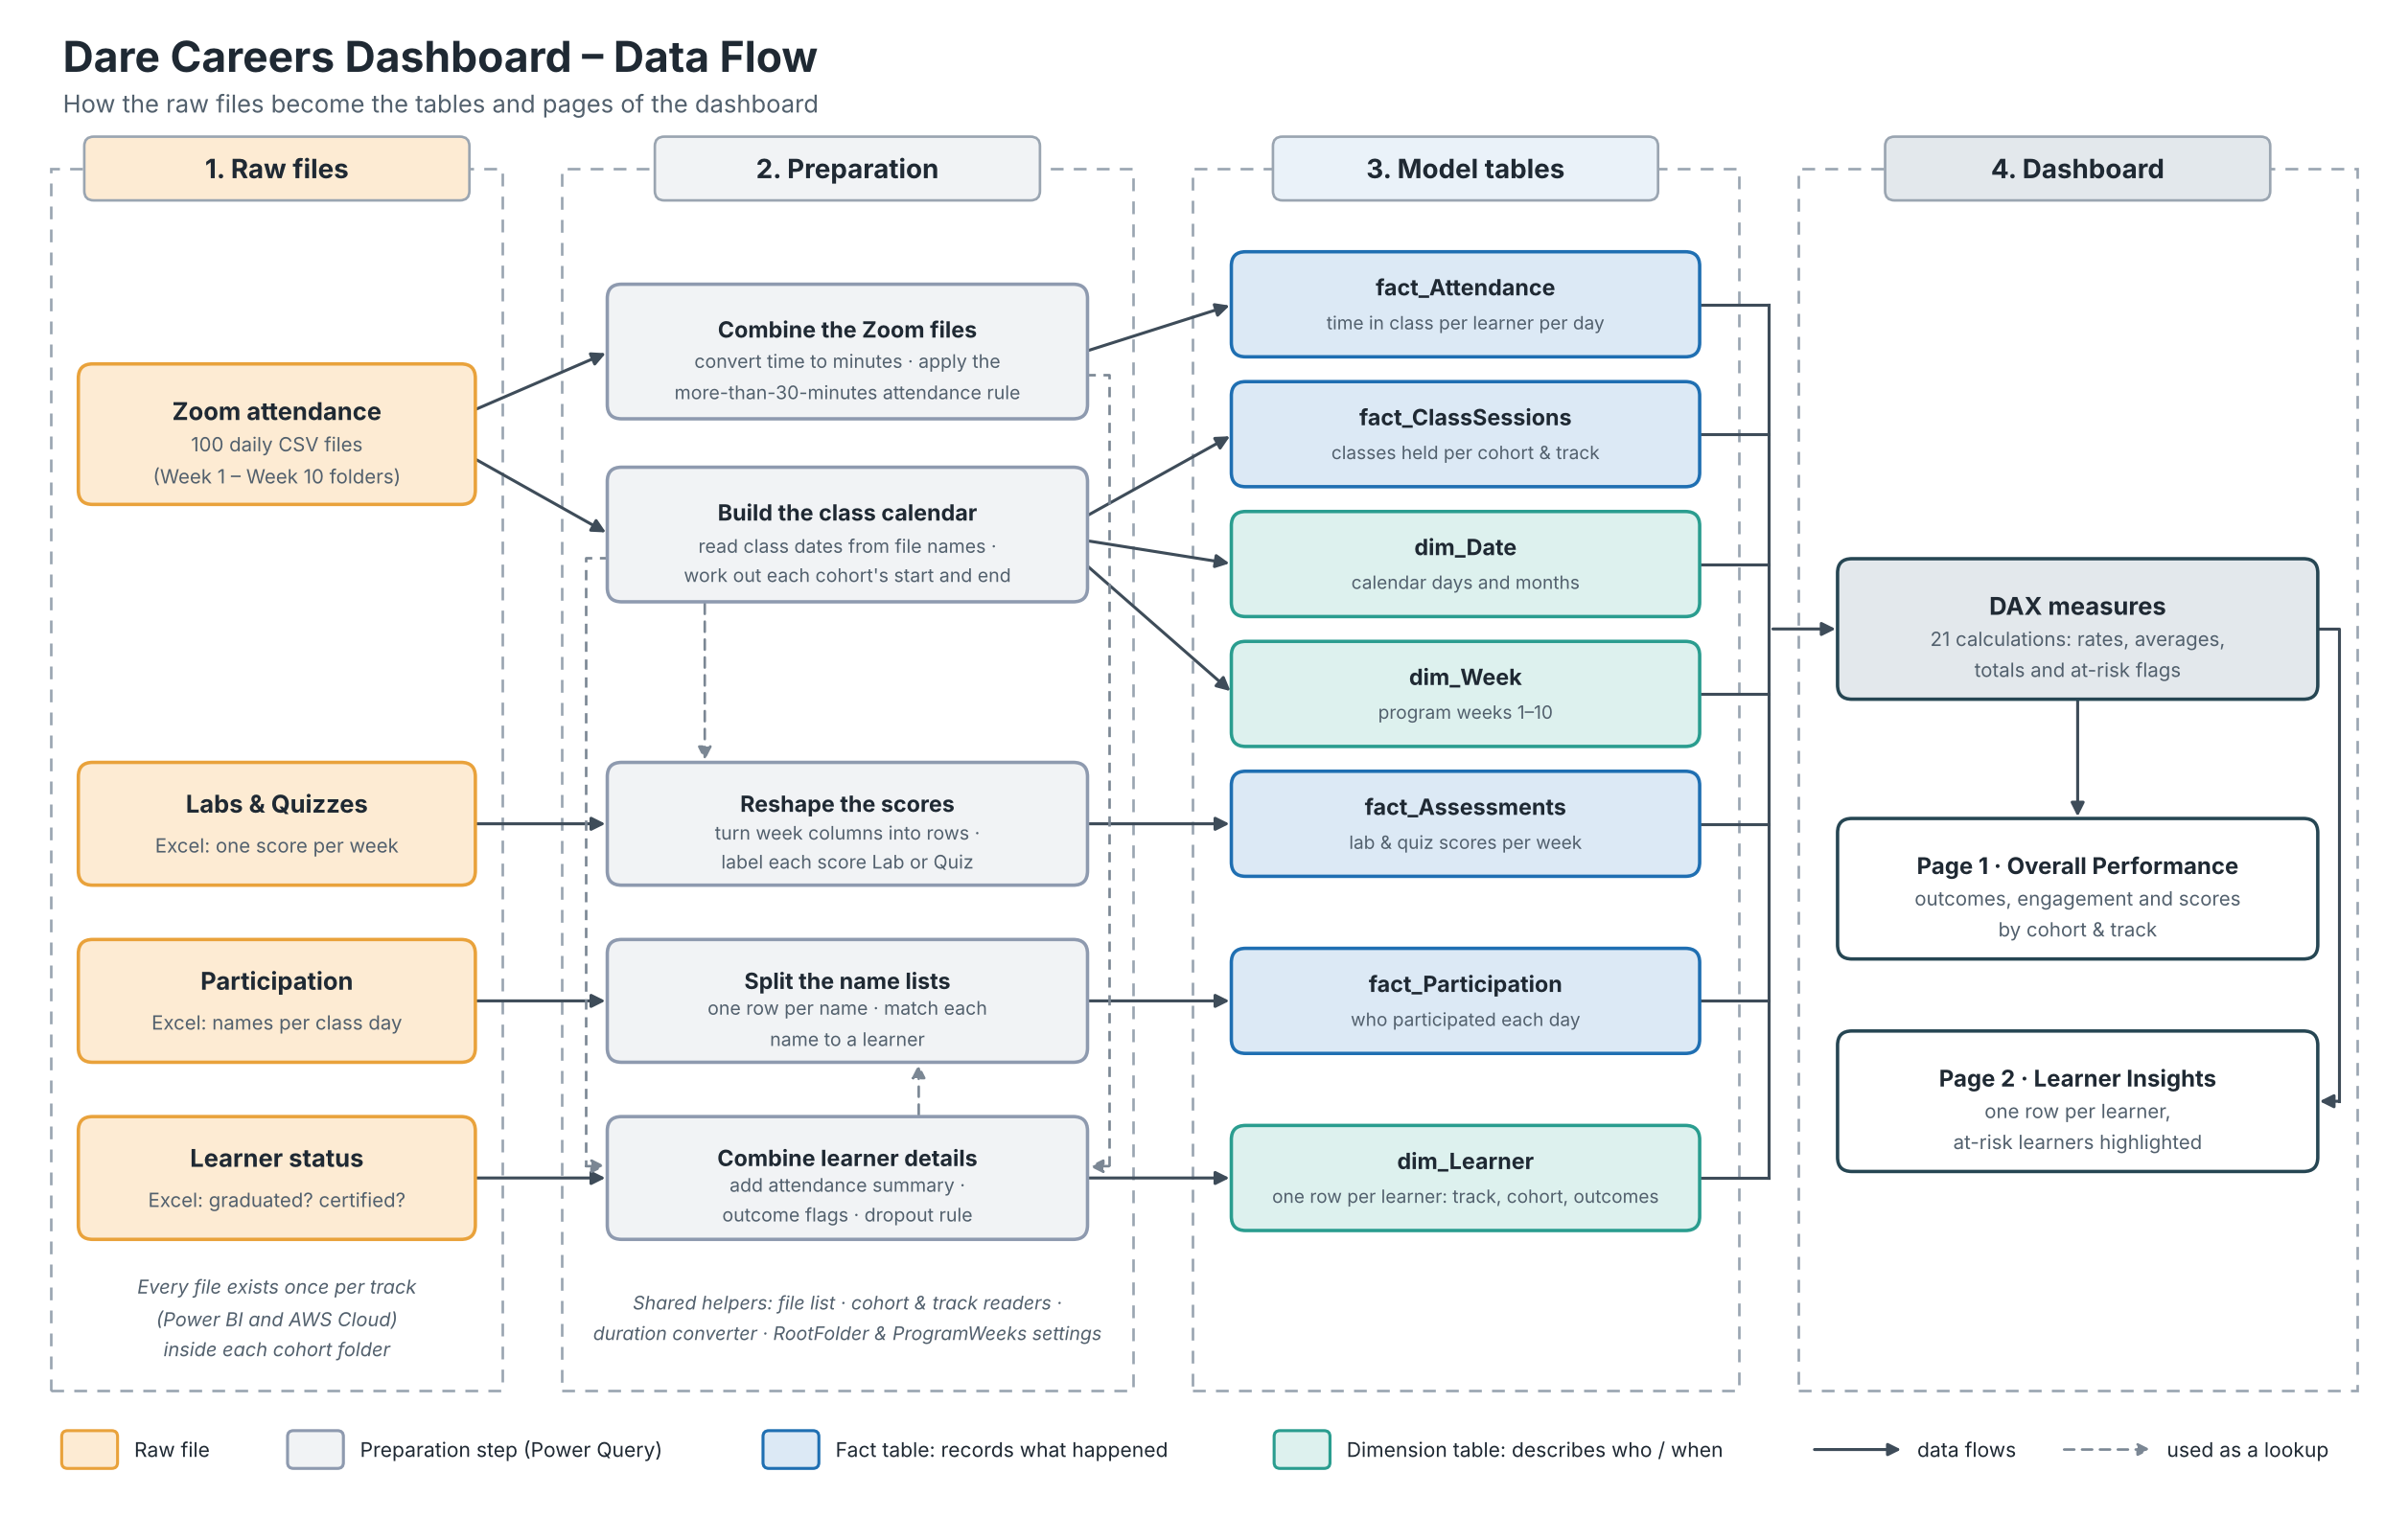 Dare Careers Dashboard – Data Flow
How the raw files become the tables and pages of the dashboard
1. Raw files
Zoom attendance
100 daily CSV files
(Week 1 – Week 10 folders)
Labs & Quizzes
Excel: one score per week
Participation
Excel: names per class day
Learner status
Excel: graduated? certified?
Every file exists once per track
(Power BI and AWS Cloud)
inside each cohort folder
2. Preparation
Combine the Zoom files
convert time to minutes · apply the
more-than-30-minutes attendance rule
Build the class calendar
read class dates from file names ·
work out each cohort's start and end
Reshape the scores
turn week columns into rows ·
label each score Lab or Quiz
Split the name lists
one row per name · match each
name to a learner
Combine learner details
add attendance summary ·
outcome flags · dropout rule
Shared helpers: file list · cohort & track readers ·
duration converter · RootFolder & ProgramWeeks settings
3. Model tables
fact_Attendance
time in class per learner per day
fact_ClassSessions
classes held per cohort & track
dim_Date
calendar days and months
dim_Week
program weeks 1–10
fact_Assessments
lab & quiz scores per week
fact_Participation
who participated each day
dim_Learner
one row per learner: track, cohort, outcomes
4. Dashboard
DAX measures
21 calculations: rates, averages,
totals and at-risk flags
Page 1 · Overall Performance
outcomes, engagement and scores
by cohort & track
Page 2 · Learner Insights
one row per learner,
at-risk learners highlighted
Raw file
Preparation step (Power Query)
Fact table: records what happened
Dimension table: describes who / when
data flows
used as a lookup